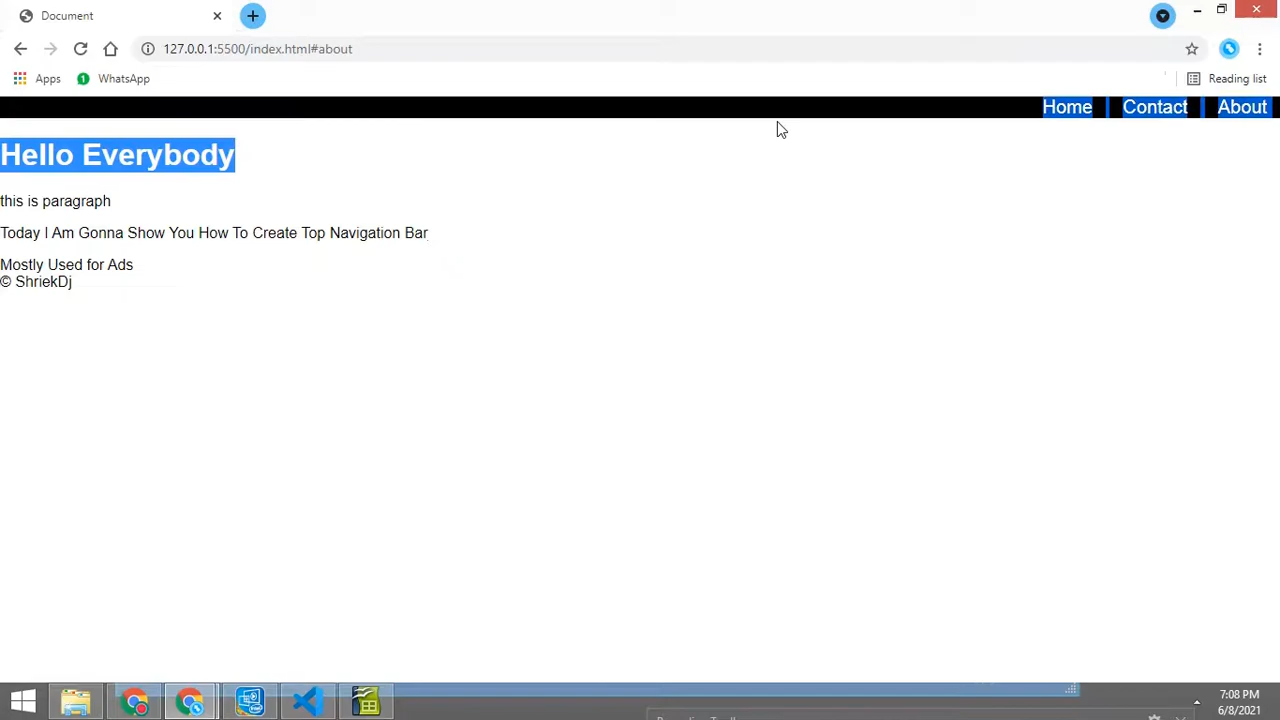 Document
127.0.0.1:5500/index.html#about
Apps 1 WhatsApp Reading list
Home Contact About
Hello Everybody
this is paragraph
Today I Am Gonna Show You How To Create Top Navigation Bar
Mostly Used for Ads
© ShriekDj
7:08 PM
6/8/2021